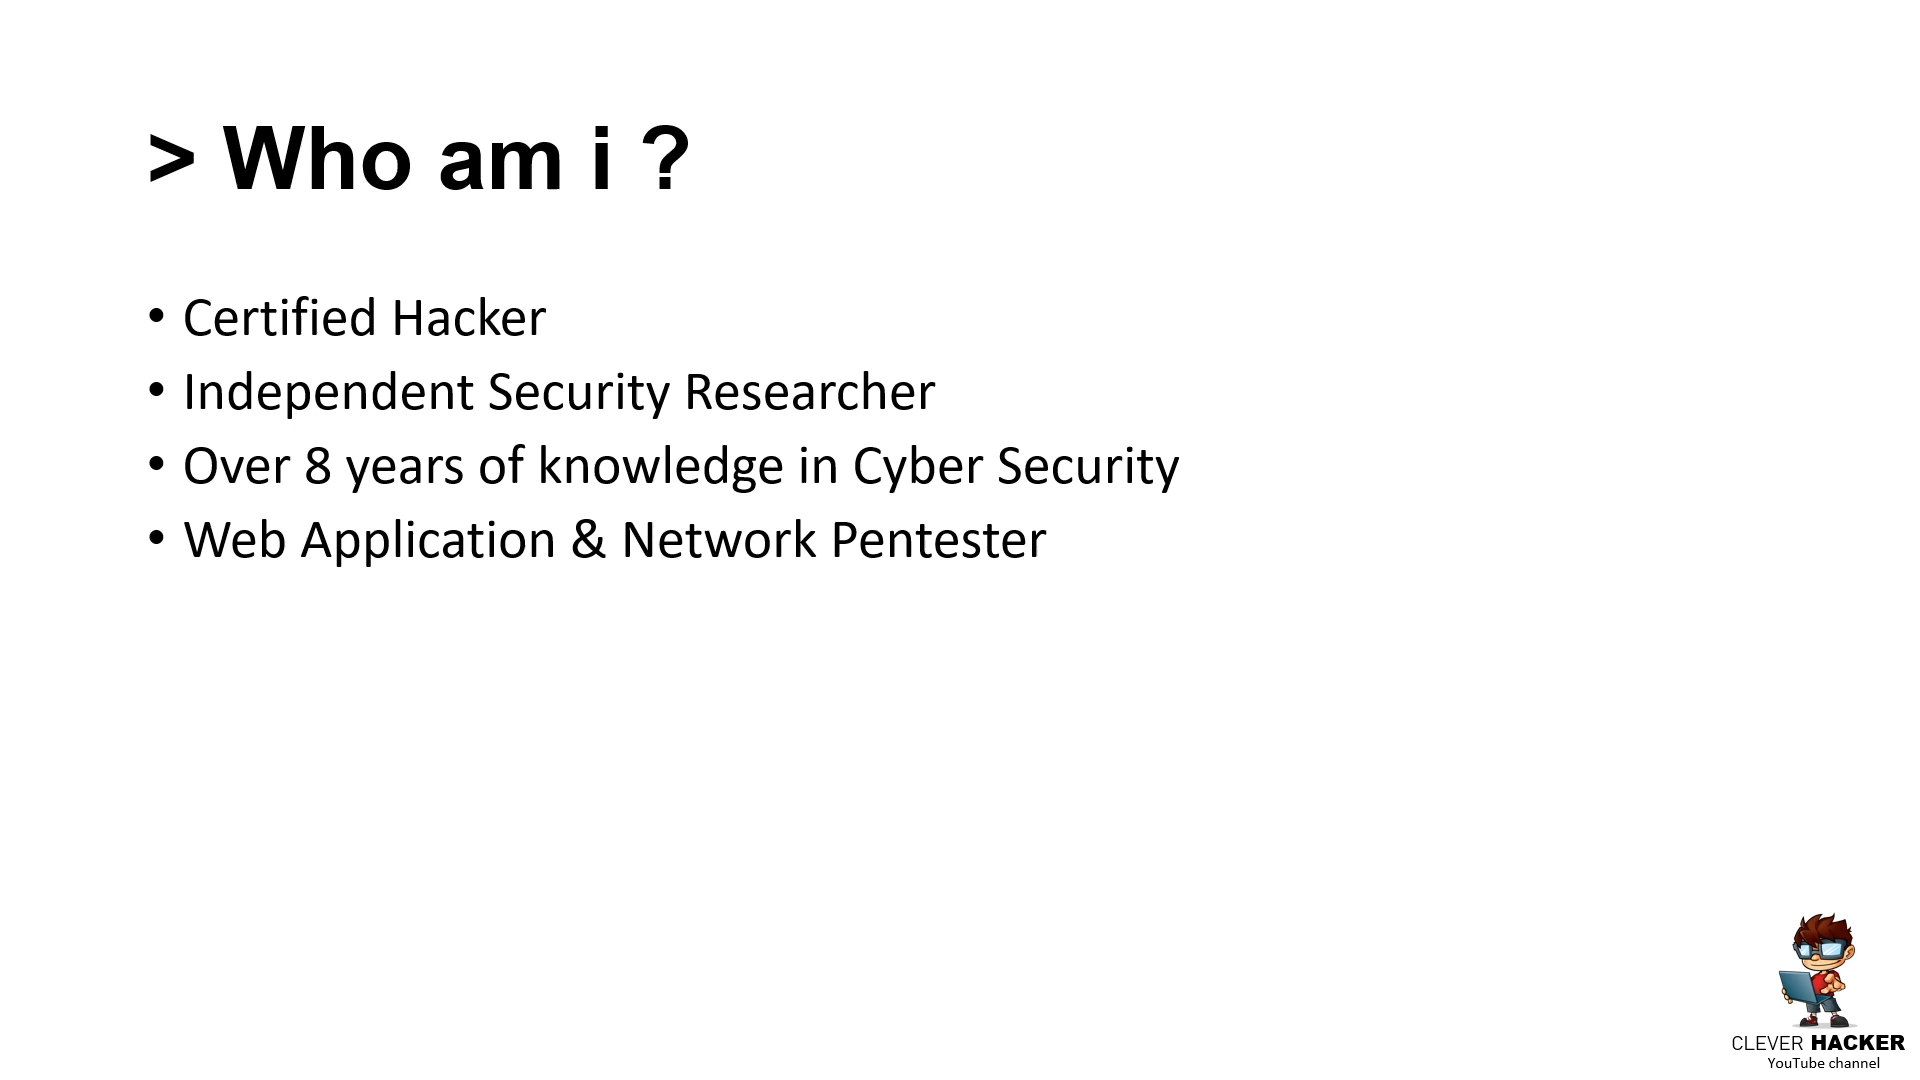 > Who am i ?
• Certified Hacker
• Independent Security Researcher
• Over 8 years of knowledge in Cyber Security
• Web Application & Network Pentester
CLEVER HACKER
YouTube channel